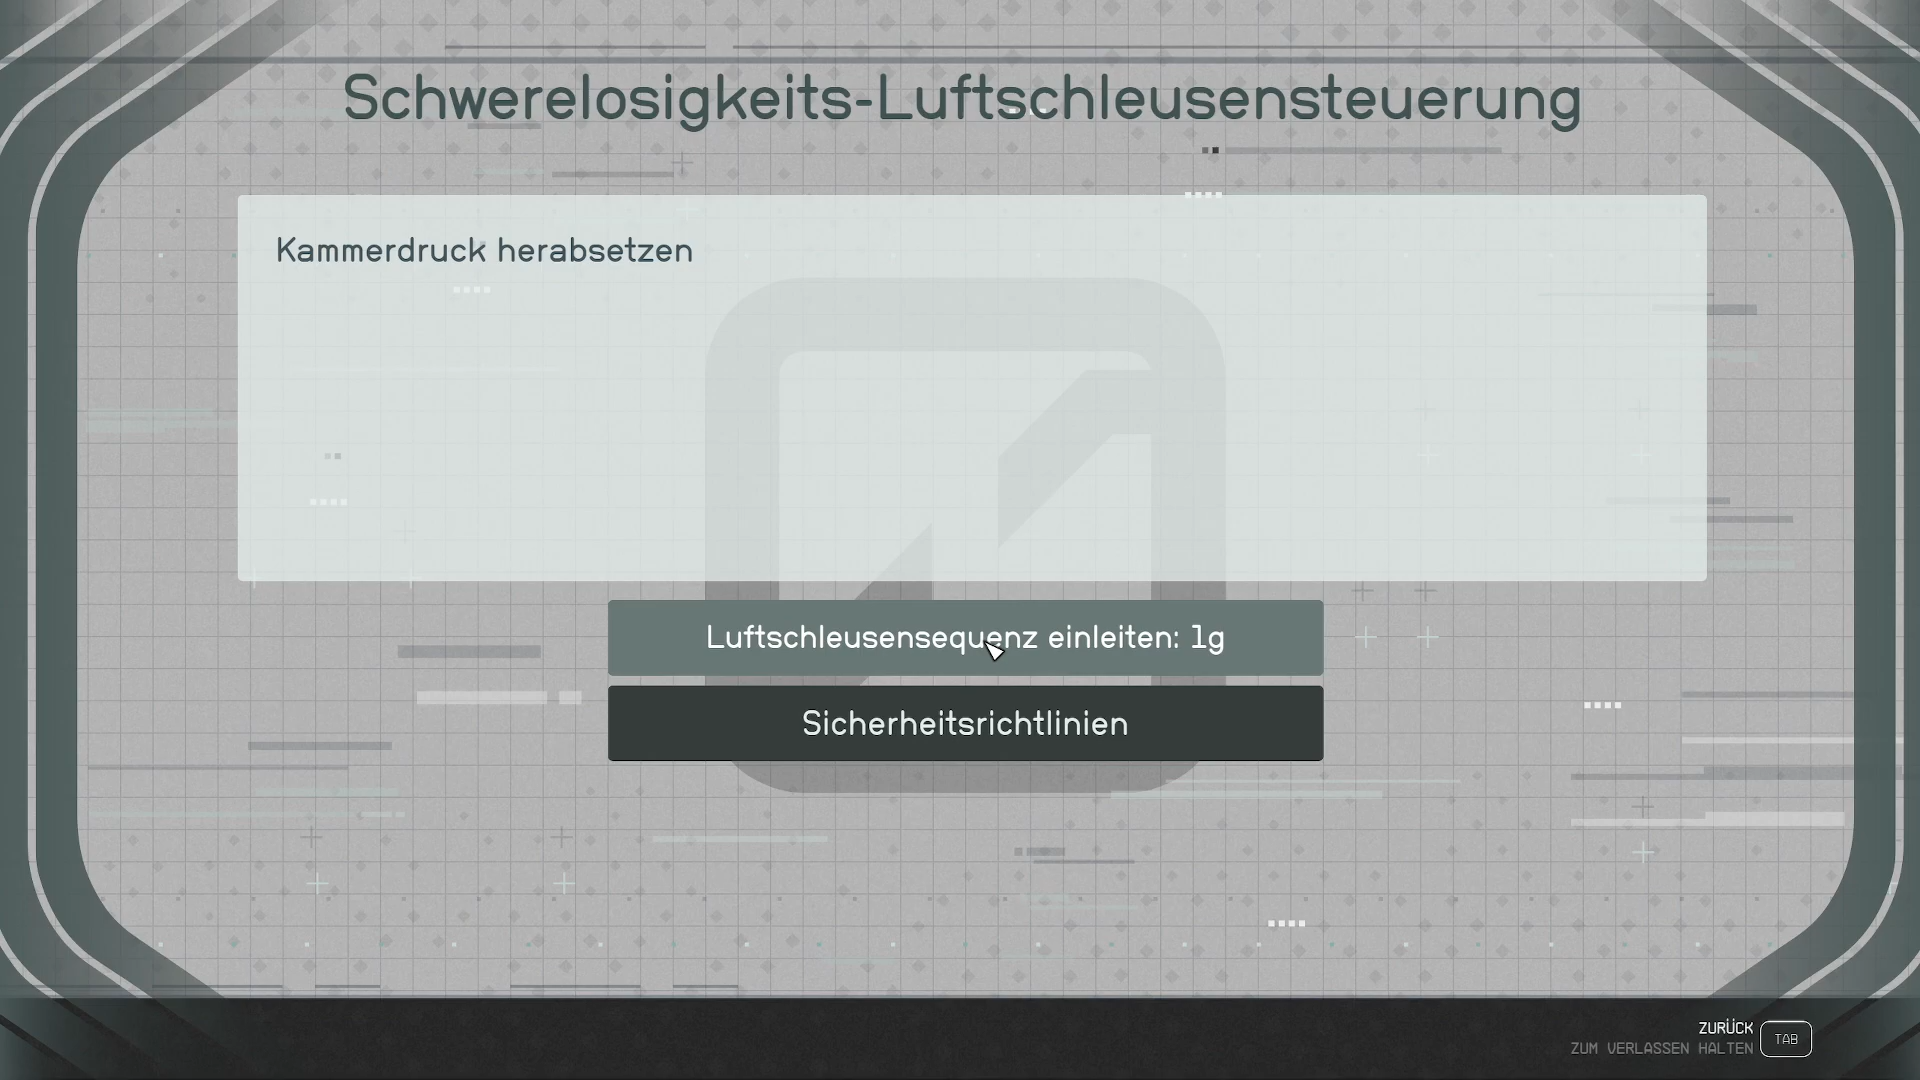 Schwerelosigkeits-Luftschleusensteuerung
Kammerdruck herabsetzen
Luftschleusensequenz einleiten: 1g
Sicherheitsrichtlinien
ZURÜCK
ZUM VERLASSEN HALTEN
TAB